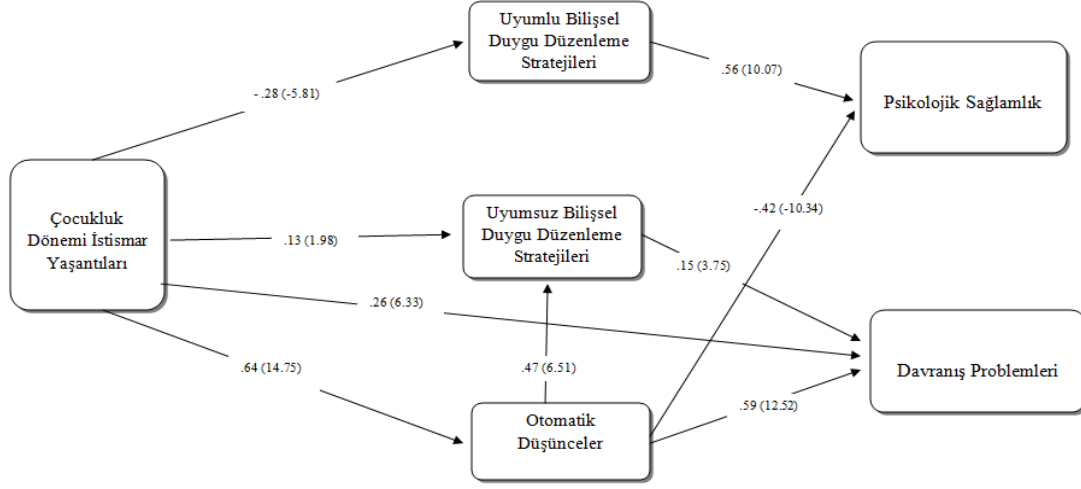 Uyumlu Bilişsel
Duygu Düzenleme
Stratejileri
.56 (10.07)
Psikolojik Sağlamlık
- .28 (-5.81)
Çocukluk
Dönemi İstismar
Yaşantıları
.13 (1.98)
Uyumsuz Bilişsel
Duygu Düzenleme
Stratejileri
-.42 (-10.34)
.15 (3.75)
.26 (6.33)
.64 (14.75)
.47 (6.51)
Davranış Problemleri
.59 (12.52)
Otomatik
Düşünceler